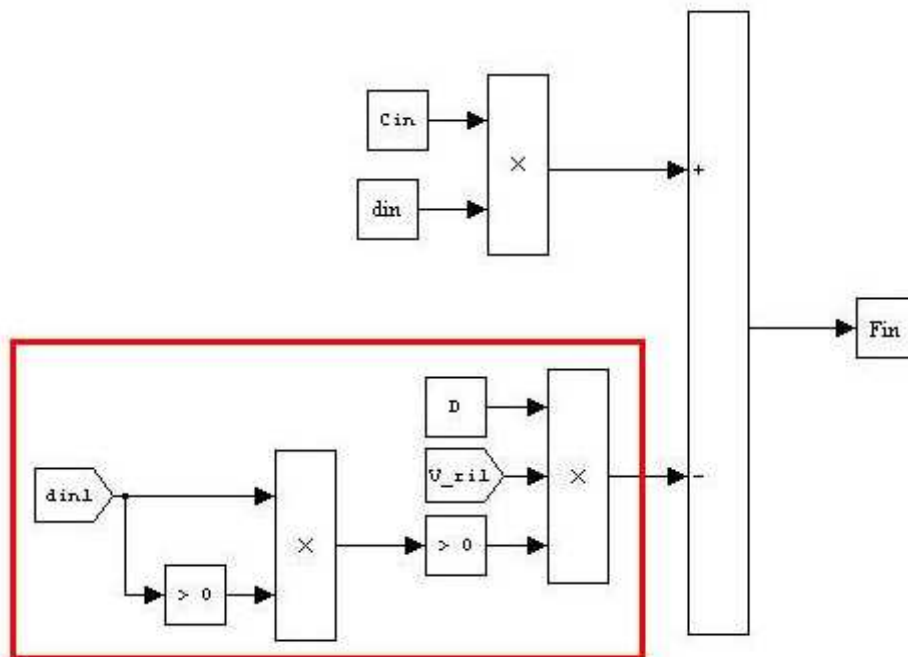 Cin
×
+
din
Fin
D
din1
V_ril
×
-
> 0
×
> 0